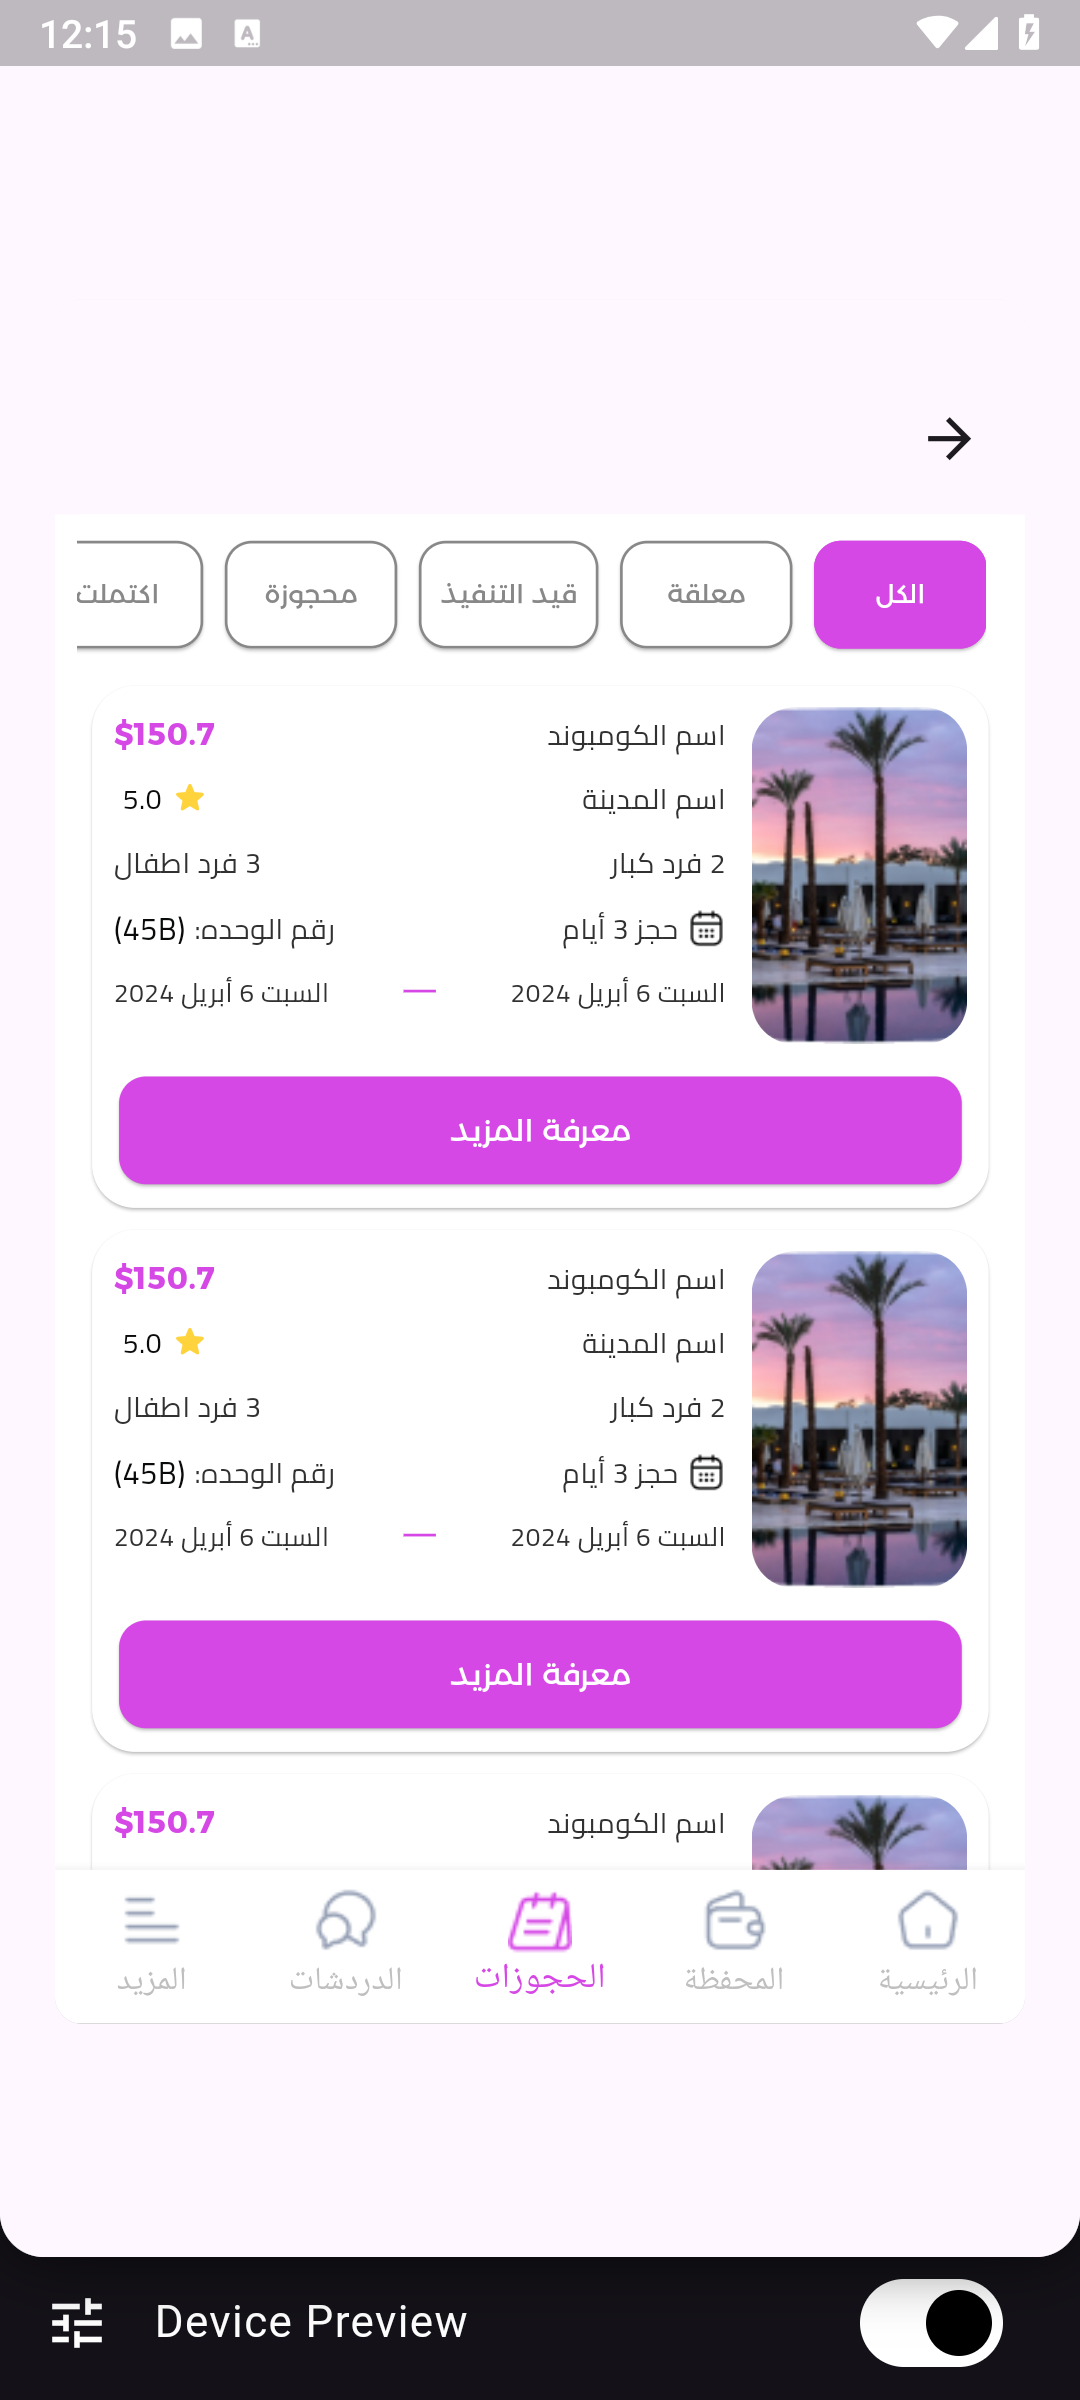 12:15
الكل
معلقة
قيد التنفيذ
محجوزة
اكتملت
اسم الكومبوند
$150.7
اسم المدينة
5.0
2 فرد كبار
3 فرد اطفال
حجز 3 أيام
رقم الوحده: (45B)
السبت 6 أبريل 2024 — السبت 6 أبريل 2024
معرفة المزيد
اسم الكومبوند
$150.7
اسم المدينة
5.0
2 فرد كبار
3 فرد اطفال
حجز 3 أيام
رقم الوحده: (45B)
السبت 6 أبريل 2024 — السبت 6 أبريل 2024
معرفة المزيد
اسم الكومبوند
$150.7
الرئيسية
المحفظة
الحجوزات
الدردشات
المزيد
Device Preview